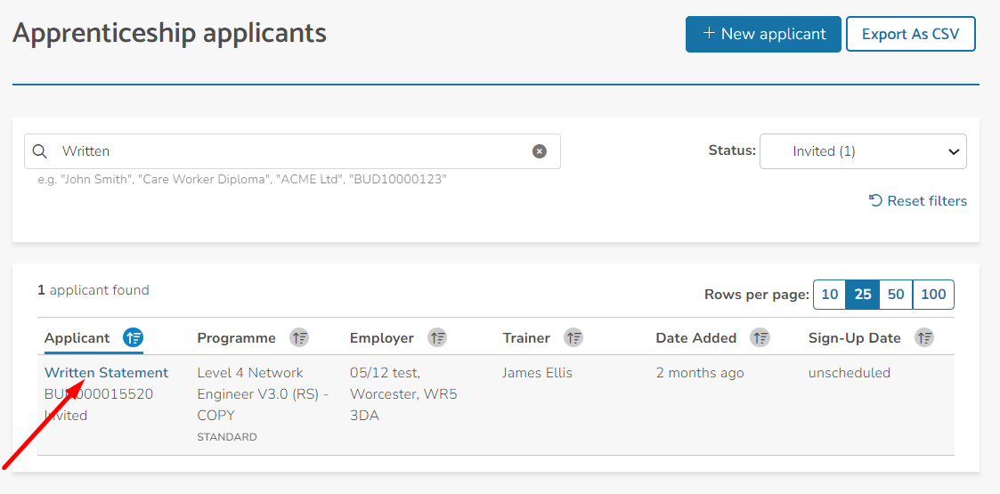 Apprenticeship applicants
+ New applicant
Export As CSV
Written
Status:
Invited (1)
e.g. "John Smith", "Care Worker Diploma", "ACME Ltd", "BUD10000123"
Reset filters
1 applicant found
Rows per page:
10 25 50 100
Applicant Programme Employer Trainer Date Added Sign-Up Date
Written Statement
BUD000015520
Invited
Level 4 Network
Engineer V3.0 (RS) -
COPY
STANDARD
05/12 test,
Worcester, WR5
3DA
James Ellis
2 months ago
unscheduled